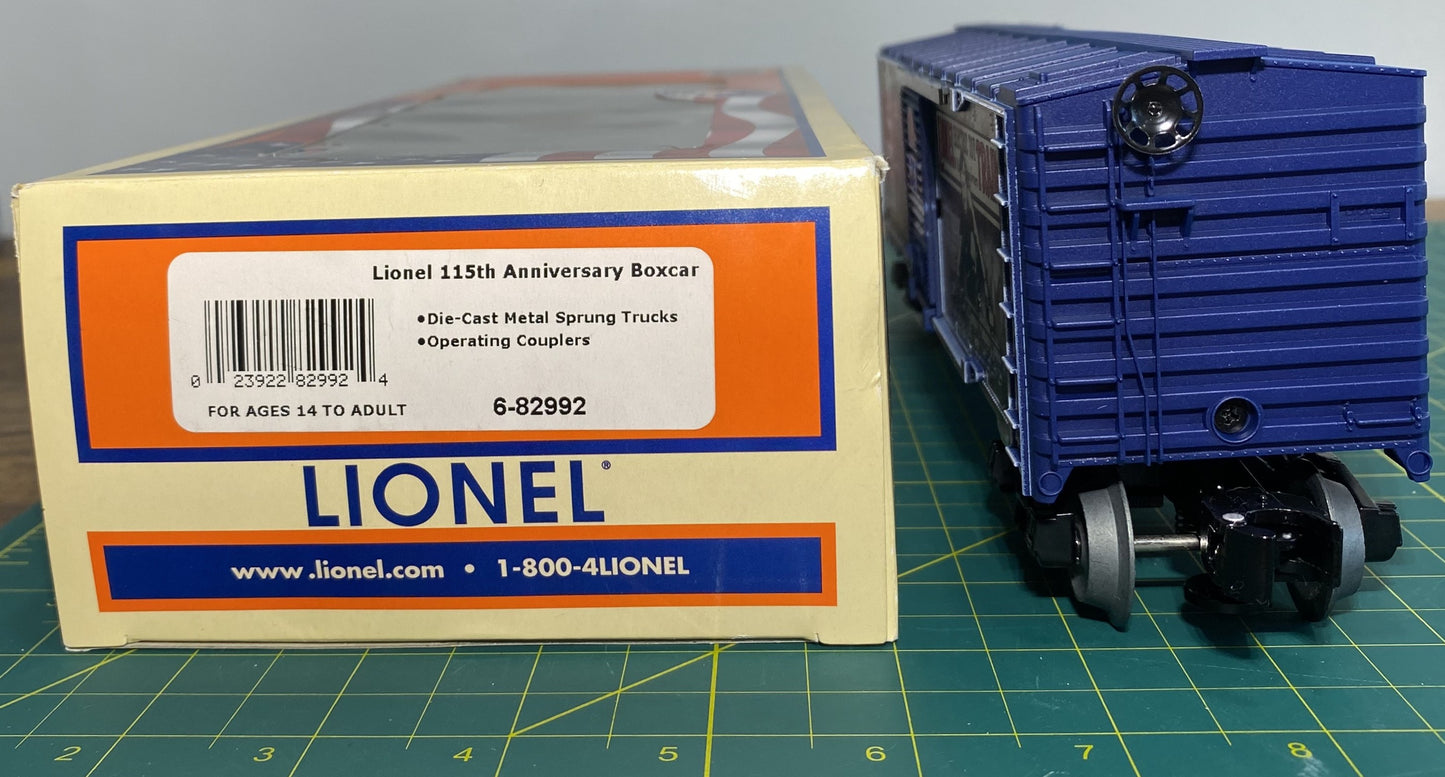 Lionel 115th Anniversary Boxcar
•Die-Cast Metal Sprung Trucks
•Operating Couplers
0 23922 82992 4
FOR AGES 14 TO ADULT
6-82992
LIONEL®
www.lionel.com • 1-800-4LIONEL
2 3 4 5 6 7 8